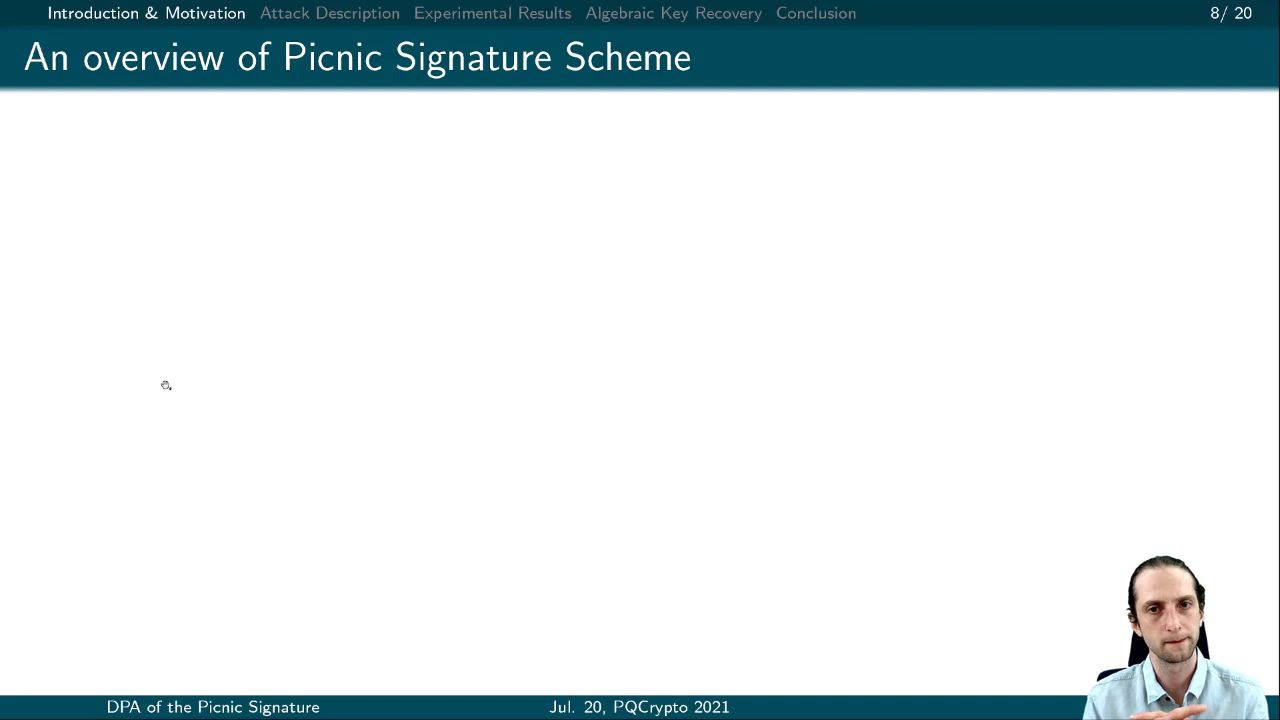 Introduction & Motivation Attack Description Experimental Results Algebraic Key Recovery Conclusion 8/ 20
An overview of Picnic Signature Scheme
DPA of the Picnic Signature Jul. 20, PQCrypto 2021